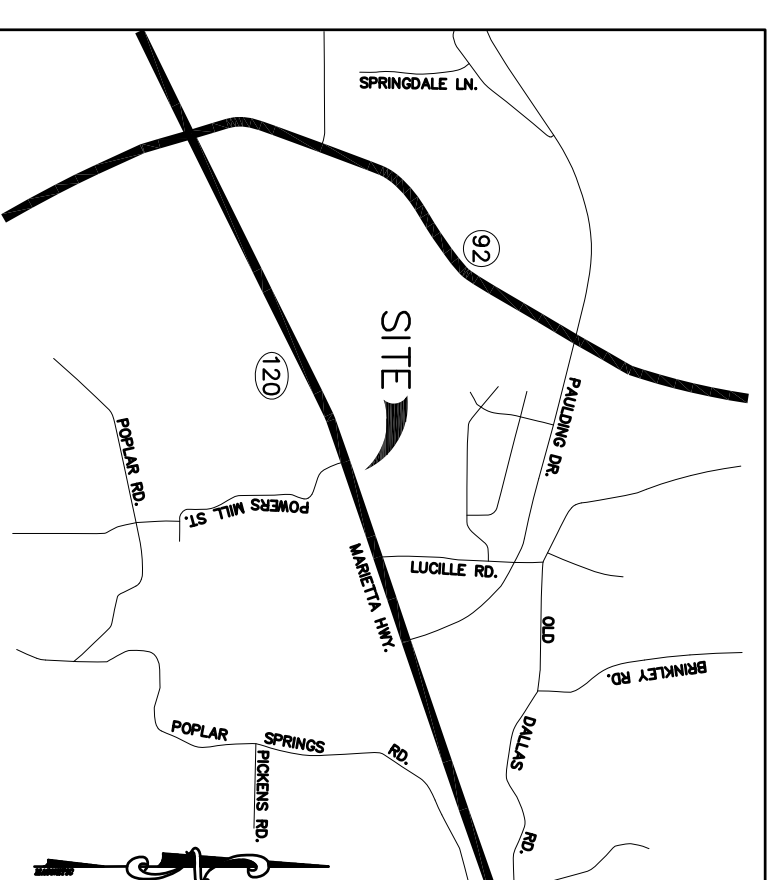 SPRINGDALE LN.
92
SITE
120
PAULDING DR.
POPLAR RD.
POWERS MILL ST.
MARIETTA HWY.
LUCILLE RD.
OLD
DALLAS
RD.
BRINKLEY RD.
POPLAR
SPRINGS
RD.
PICKENS RD.